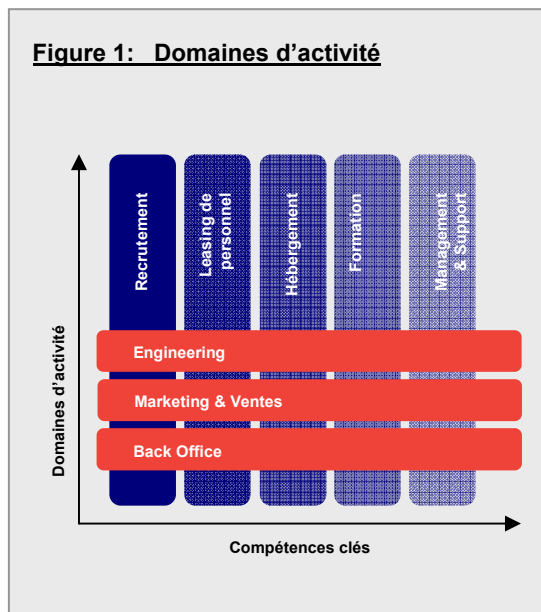 Figure 1: Domaines d'activité
Recrutement
Leasing de
personnel
Hébergement
Formation
Management
& Support
Engineering
Marketing & Ventes
Back Office
Domaines d'activité
Compétences clés